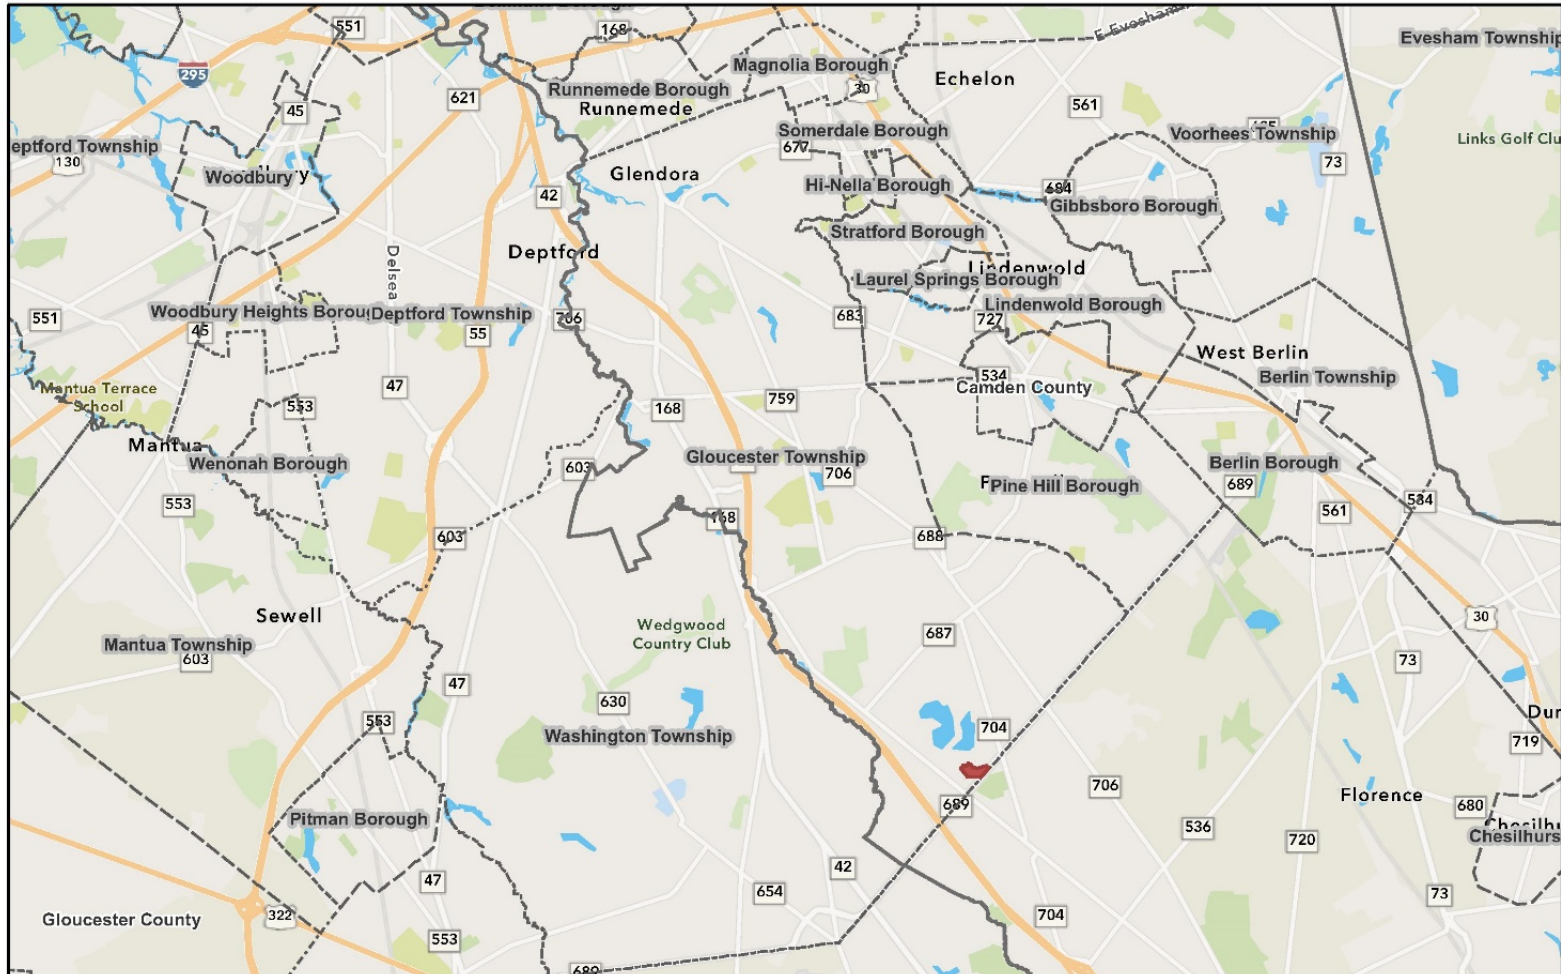 551
168
Magnolia Borough
Evesham Township
295
Echelon
30
Runnemede Borough
Runnemede
621
45
561
Somerdale Borough
Voorhees Township
677
73
Links Golf Clu
eptford Township
130
Woodbury
Glendora
Hi-Nella Borough
684
Gibbsboro Borough
42
Stratford Borough
Deptford
Delsea
Lindenwold
Laurel Springs Borough
Lindenwold Borough
551
Woodbury Heights Boroug
Deptford Township
45
55
706
683
727
West Berlin
Berlin Township
Mantua Terrace
School
47
534
Camden County
553
168
759
Mantua
Wenonah Borough
603
Gloucester Township
706
Berlin Borough
689
Pine Hill Borough
553
168
534
561
603
688
Sewell
Wedgwood
Country Club
687
30
Mantua Township
603
73
47
630
553
Washington Township
704
Dur
719
706
689
Florence
680
Pitman Borough
536
720
Chesilhurs
42
47
654
73
Gloucester County
322
704
553
689